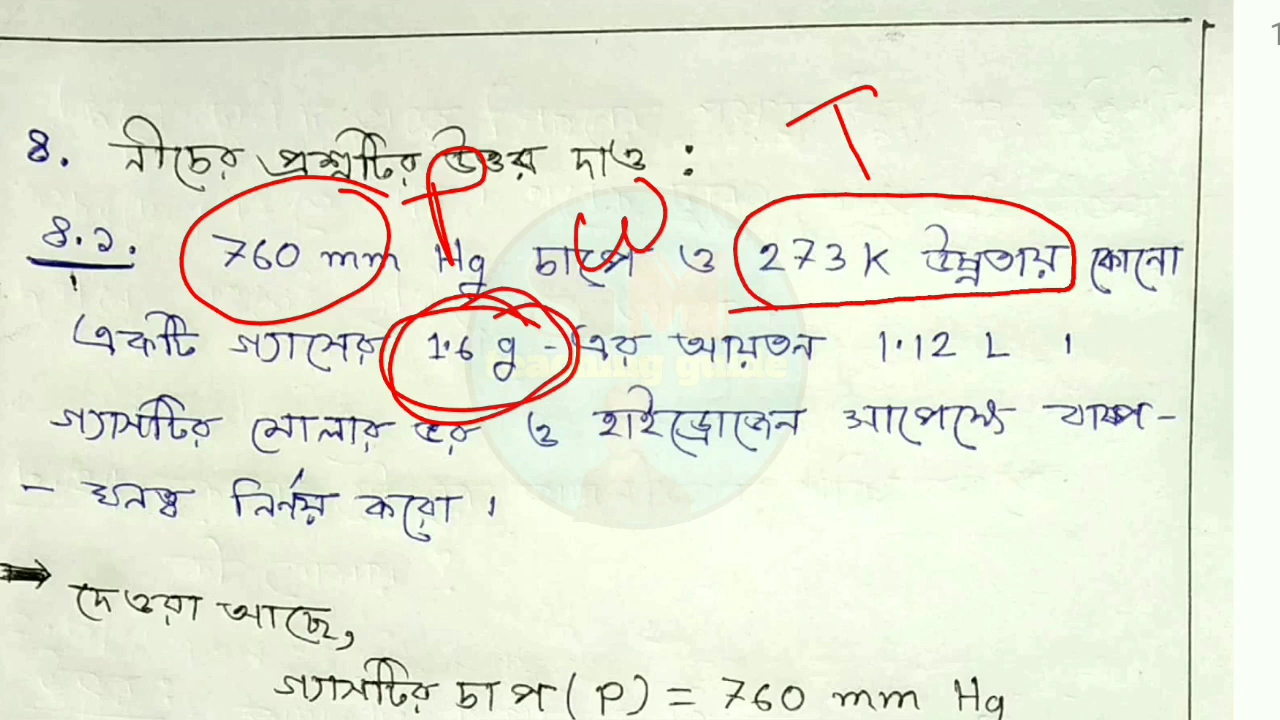 T
৪. নীচের প্রশ্নটির উত্তর দাও :
P W
৪.১. 760 mm Hg চাপে ও 273 K উষ্ণতায় কোনো
একটি গ্যাসের 1.6 g - এর আয়তন 1.12 L ।
গ্যাসটির মোলার ভর ও হাইড্রোজেন সাপেক্ষে বাষ্প-
- ঘনত্ব নির্ণয় করো ।
দেওয়া আছে,
গ্যাসটির চাপ (P) = 760 mm Hg